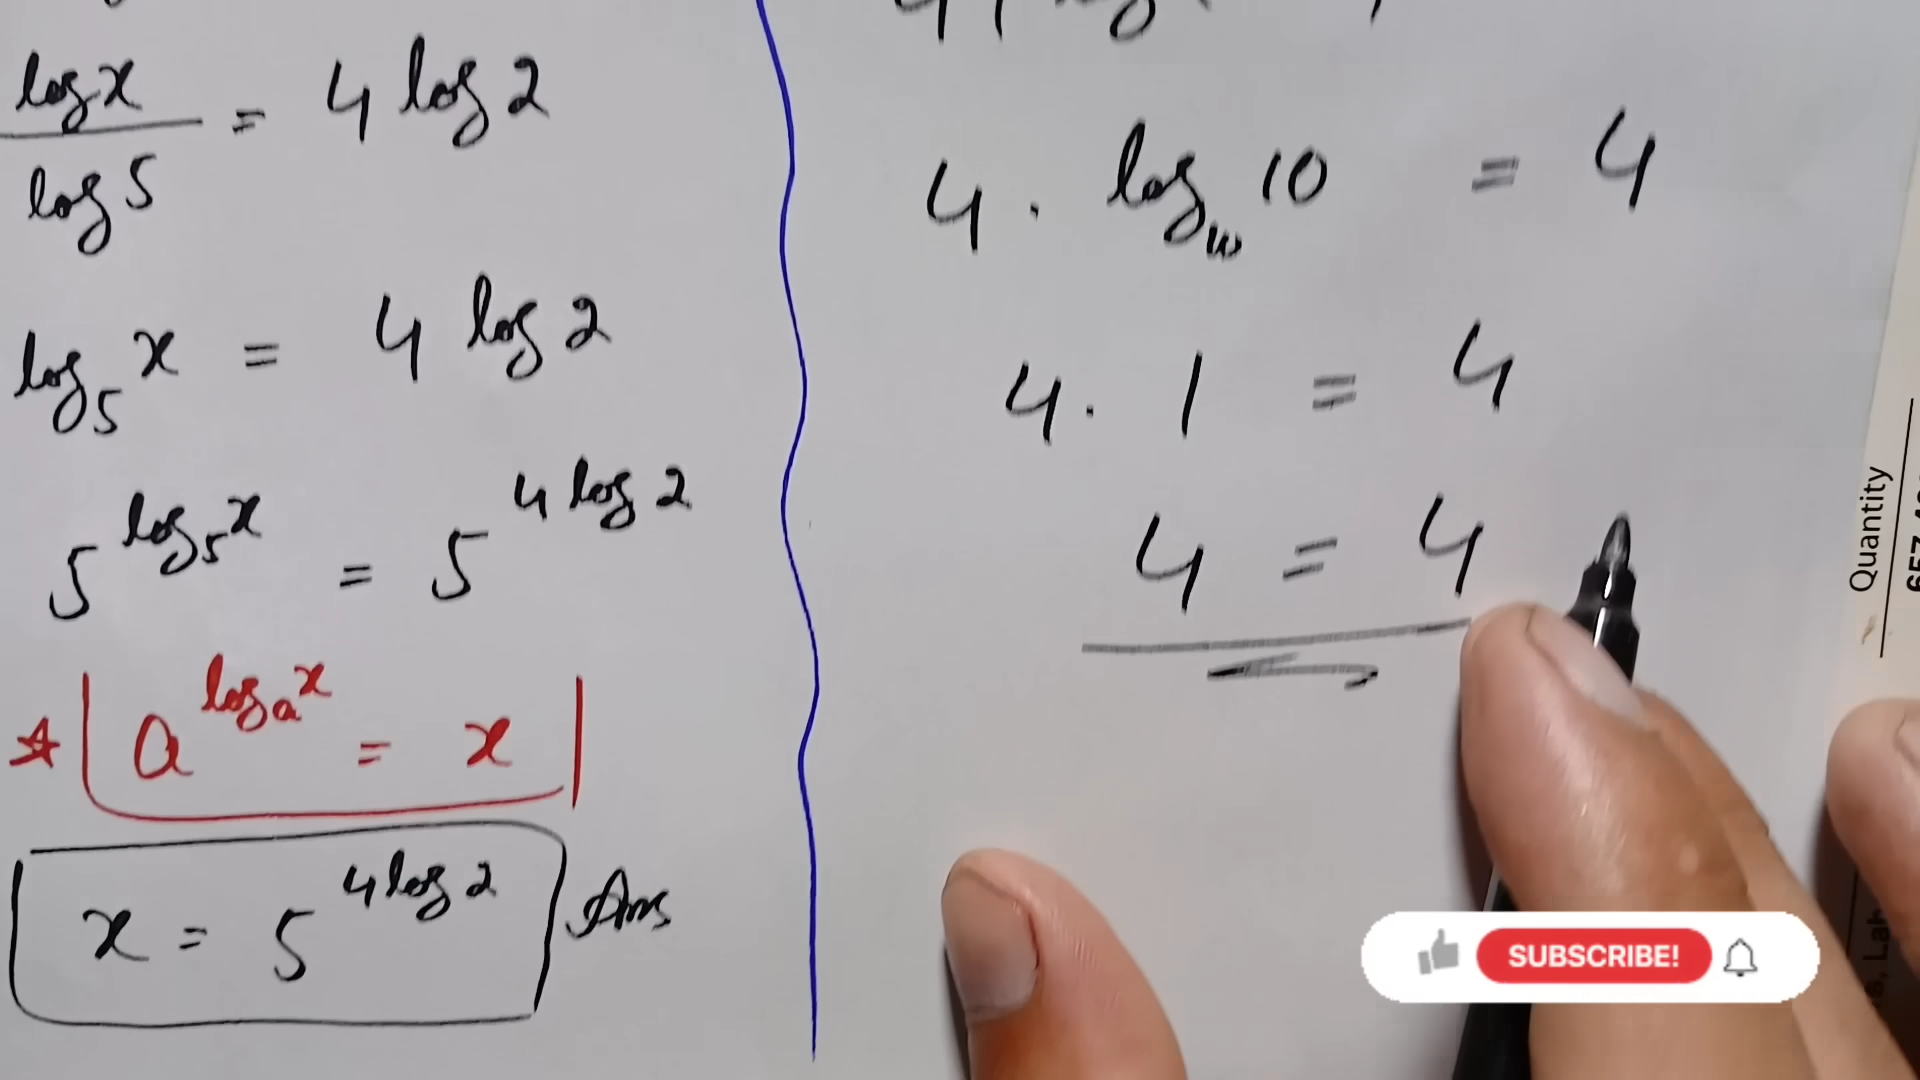 log x
——— = 4 log 2
log 5
log₅ x = 4 log 2
5^(log₅ x) = 5^(4 log 2)
☆ a^(logₐ x) = x
x = 5^(4 log 2) Ans
4 . log₁₀ 10 = 4
4 . 1 = 4
4 = 4
Quantity
SUBSCRIBE!